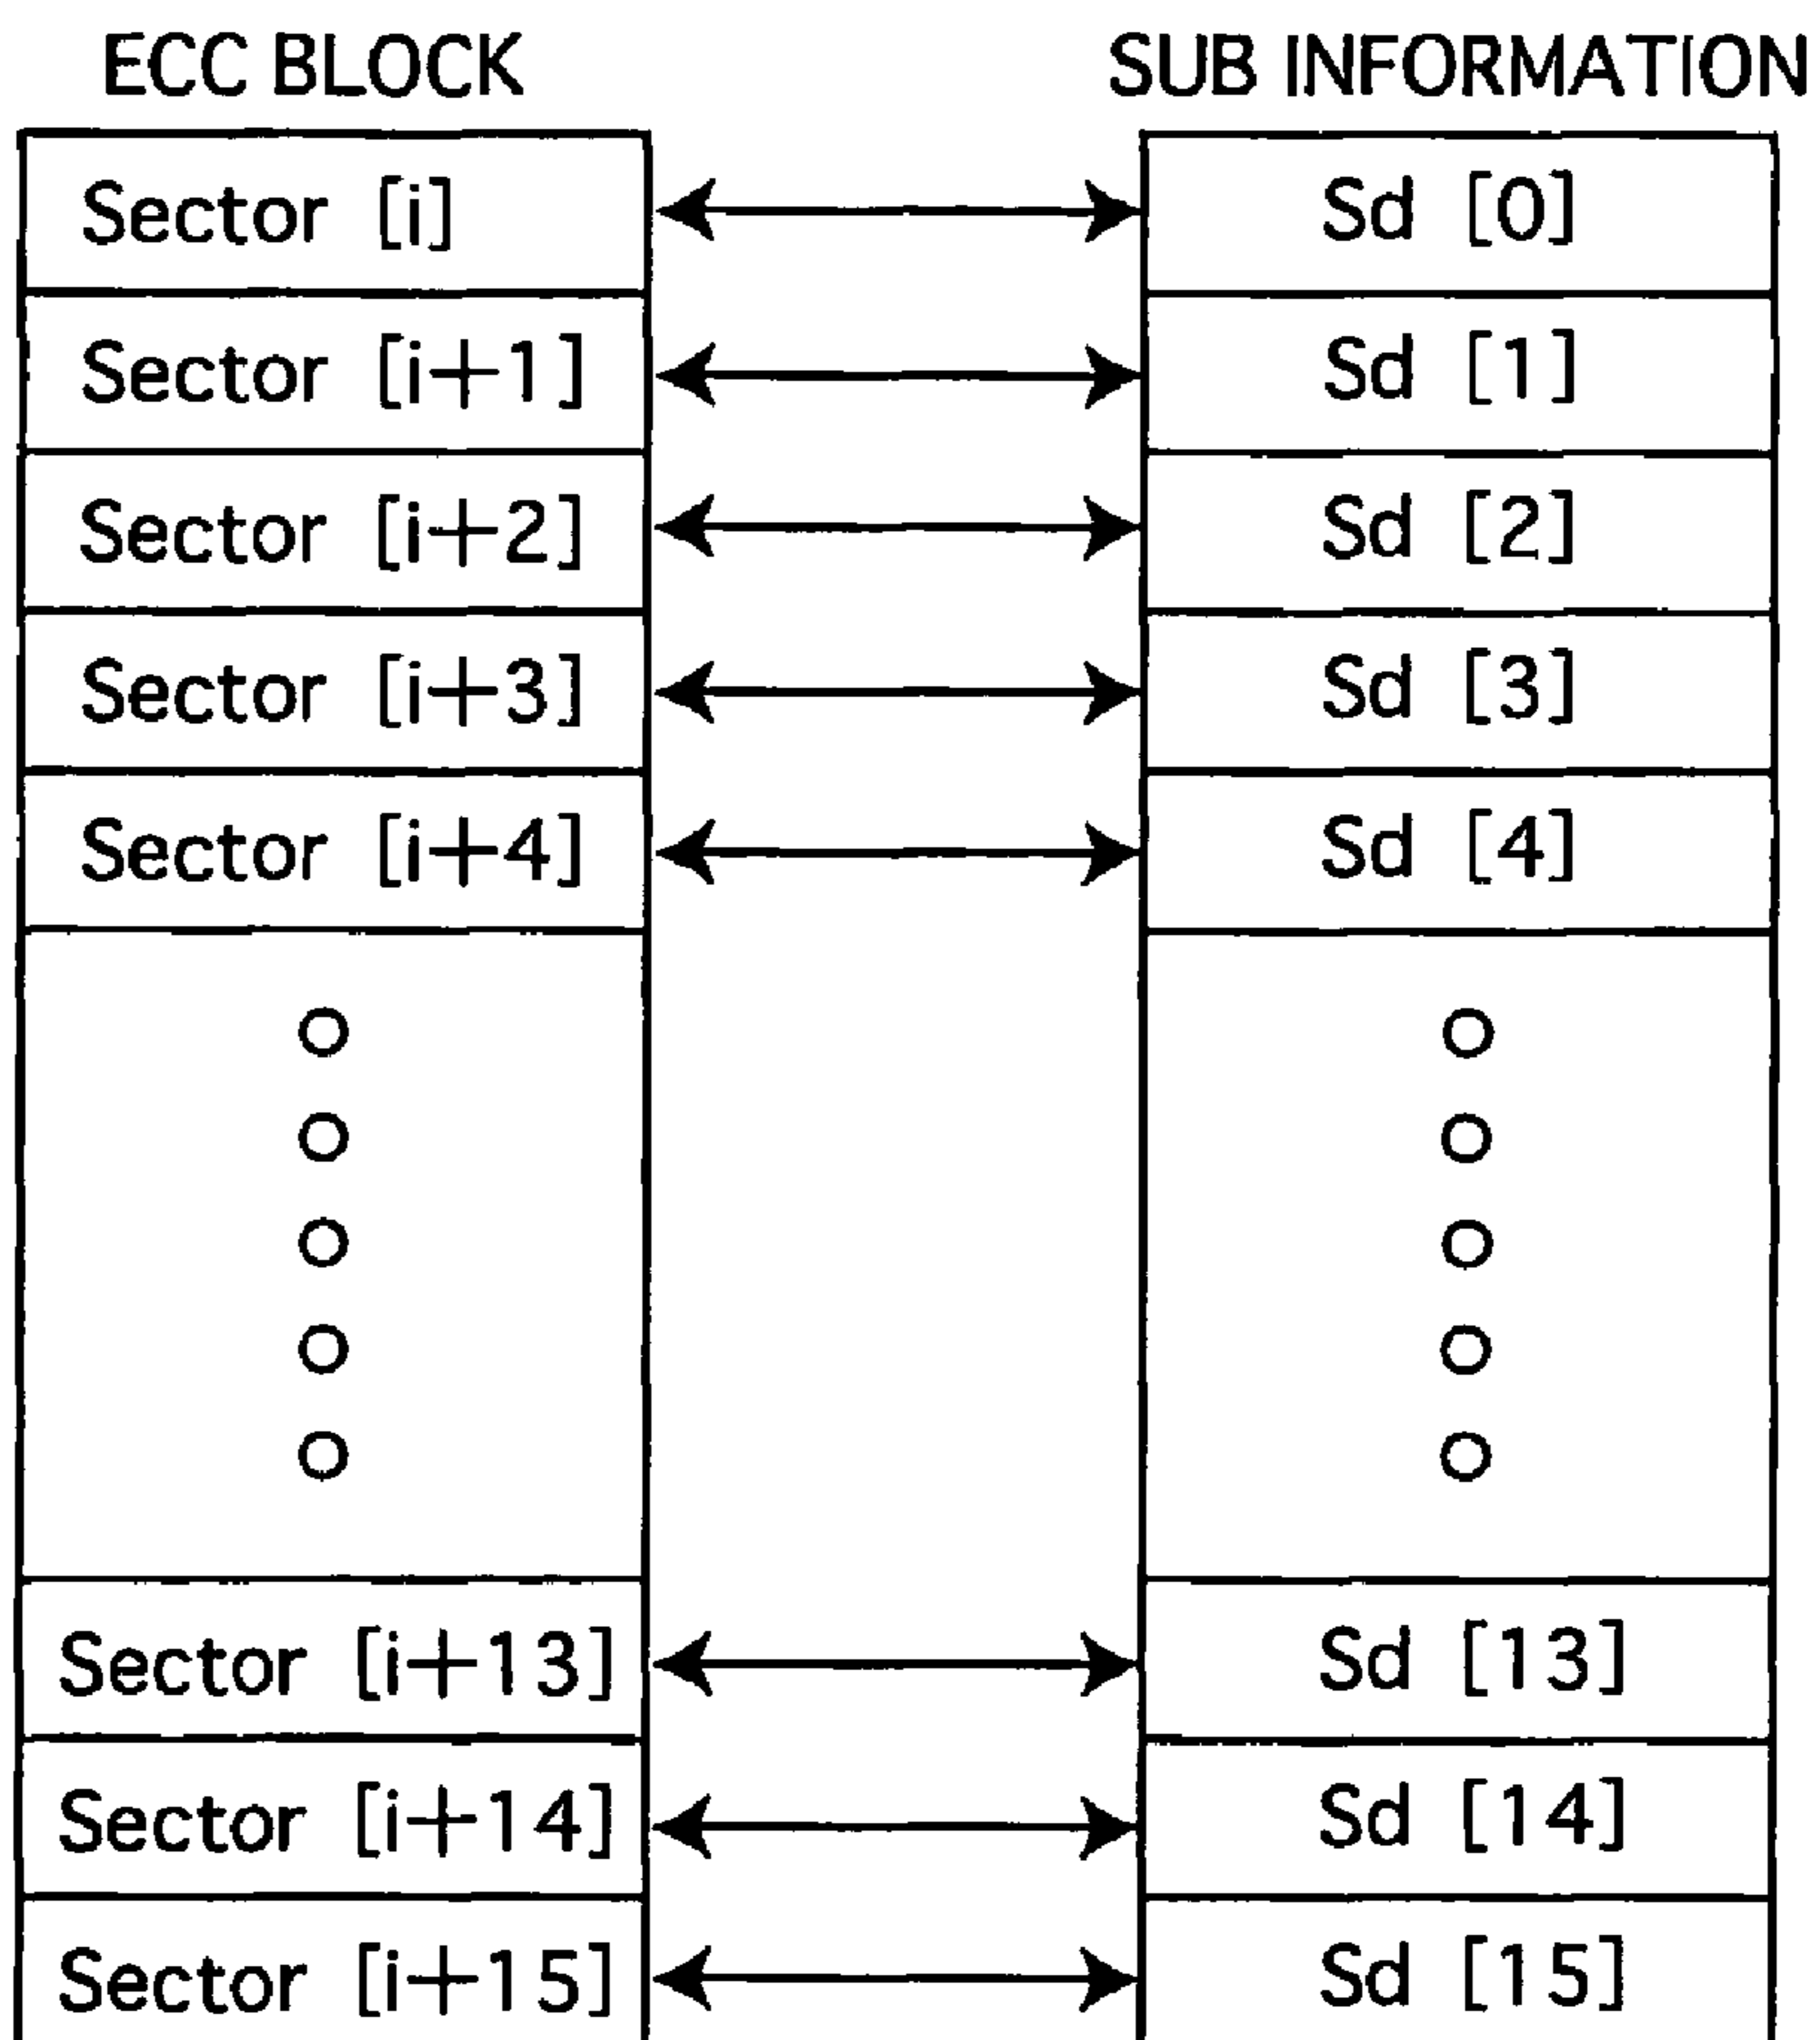 ECC BLOCK SUB INFORMATION
Sector [i] Sd [0]
Sector [i+1] Sd [1]
Sector [i+2] Sd [2]
Sector [i+3] Sd [3]
Sector [i+4] Sd [4]
Sector [i+13] Sd [13]
Sector [i+14] Sd [14]
Sector [i+15] Sd [15]